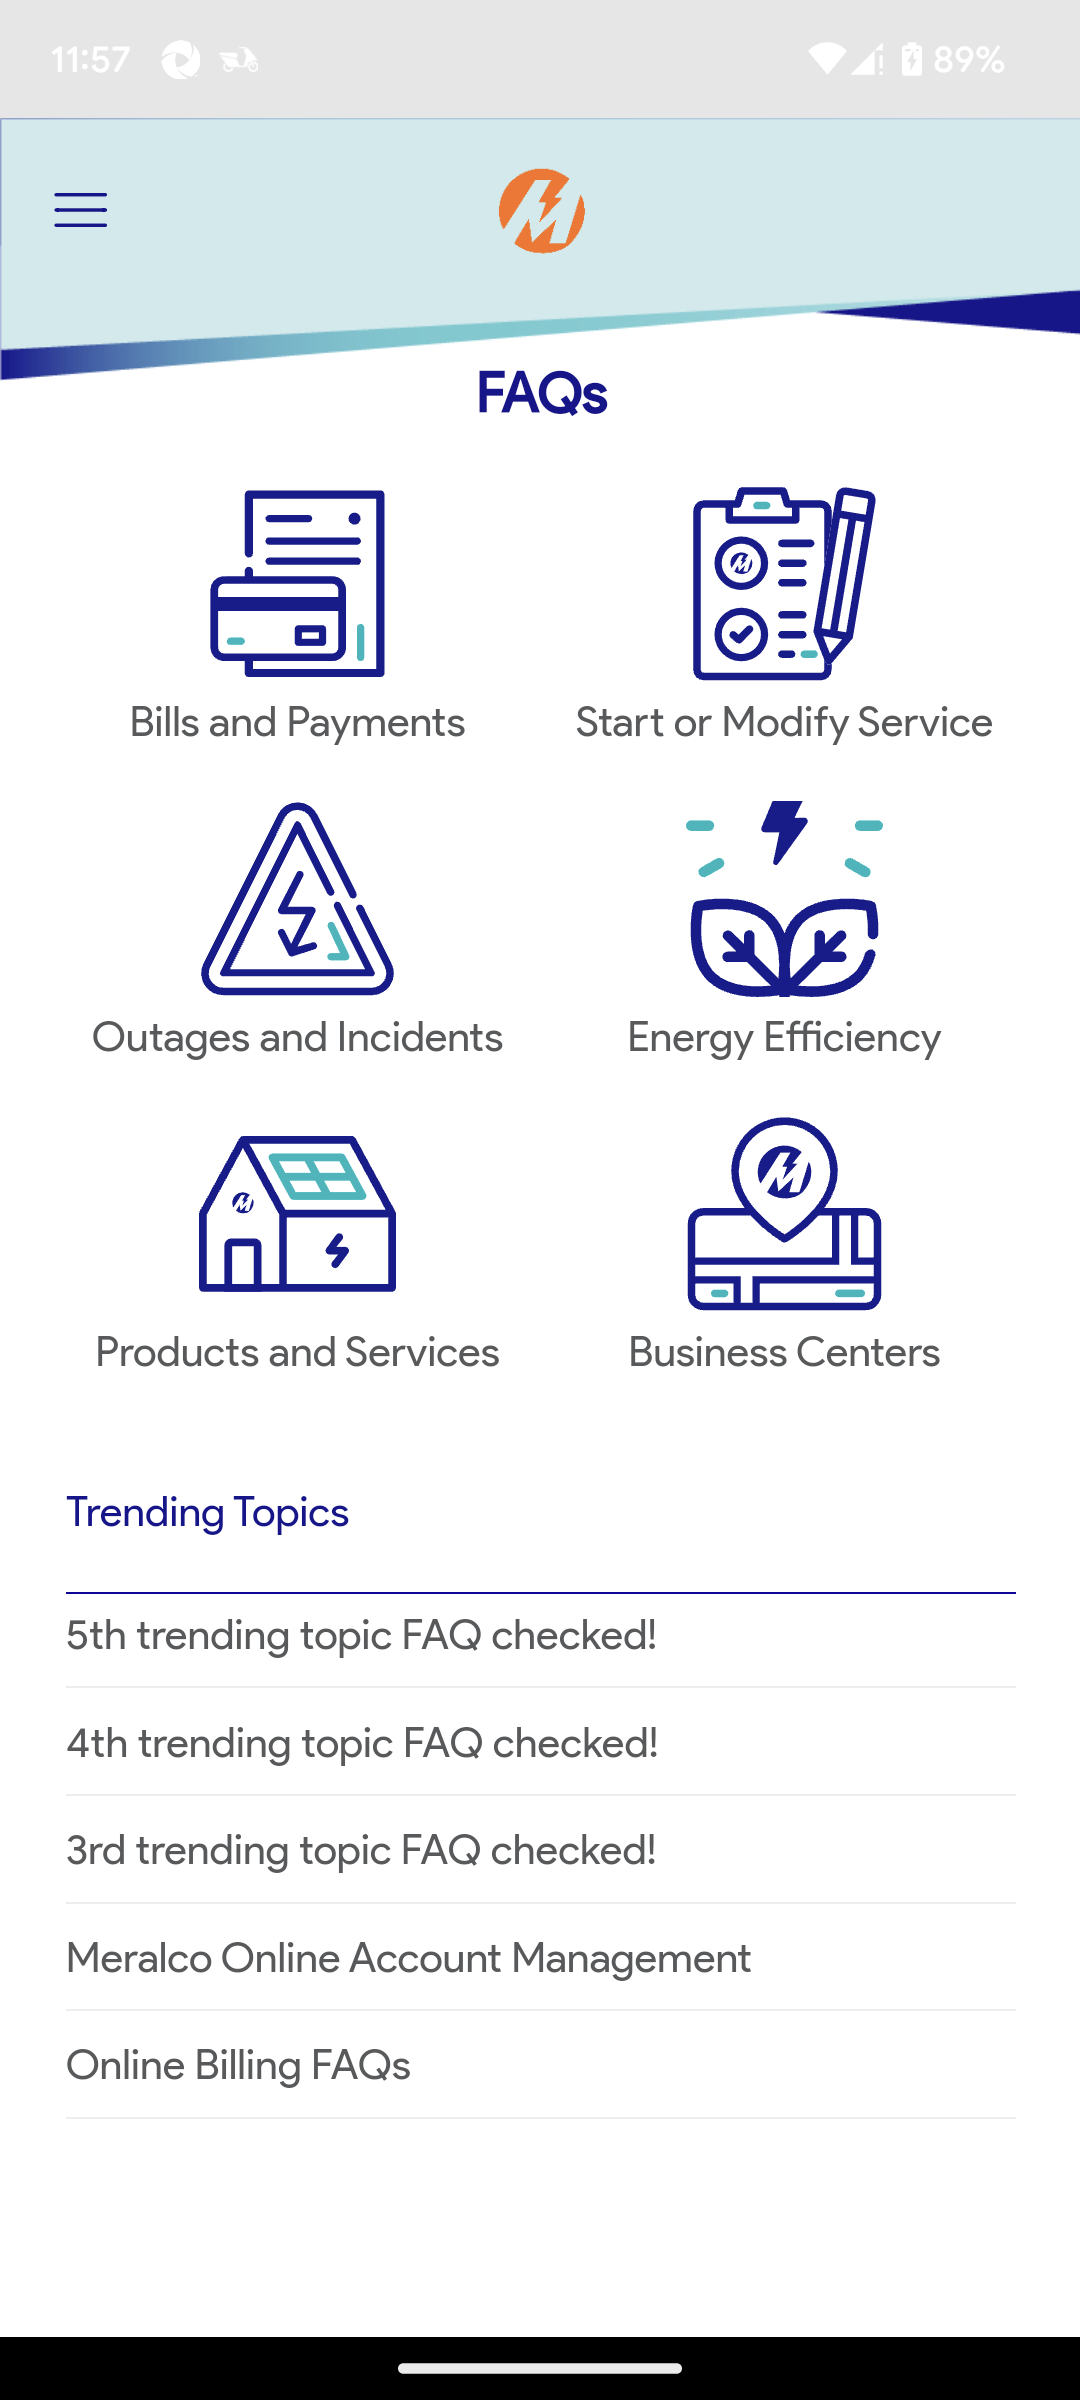 11:57 89%
FAQs
Bills and Payments
Start or Modify Service
Outages and Incidents
Energy Efficiency
Products and Services
Business Centers
Trending Topics
5th trending topic FAQ checked!
4th trending topic FAQ checked!
3rd trending topic FAQ checked!
Meralco Online Account Management
Online Billing FAQs